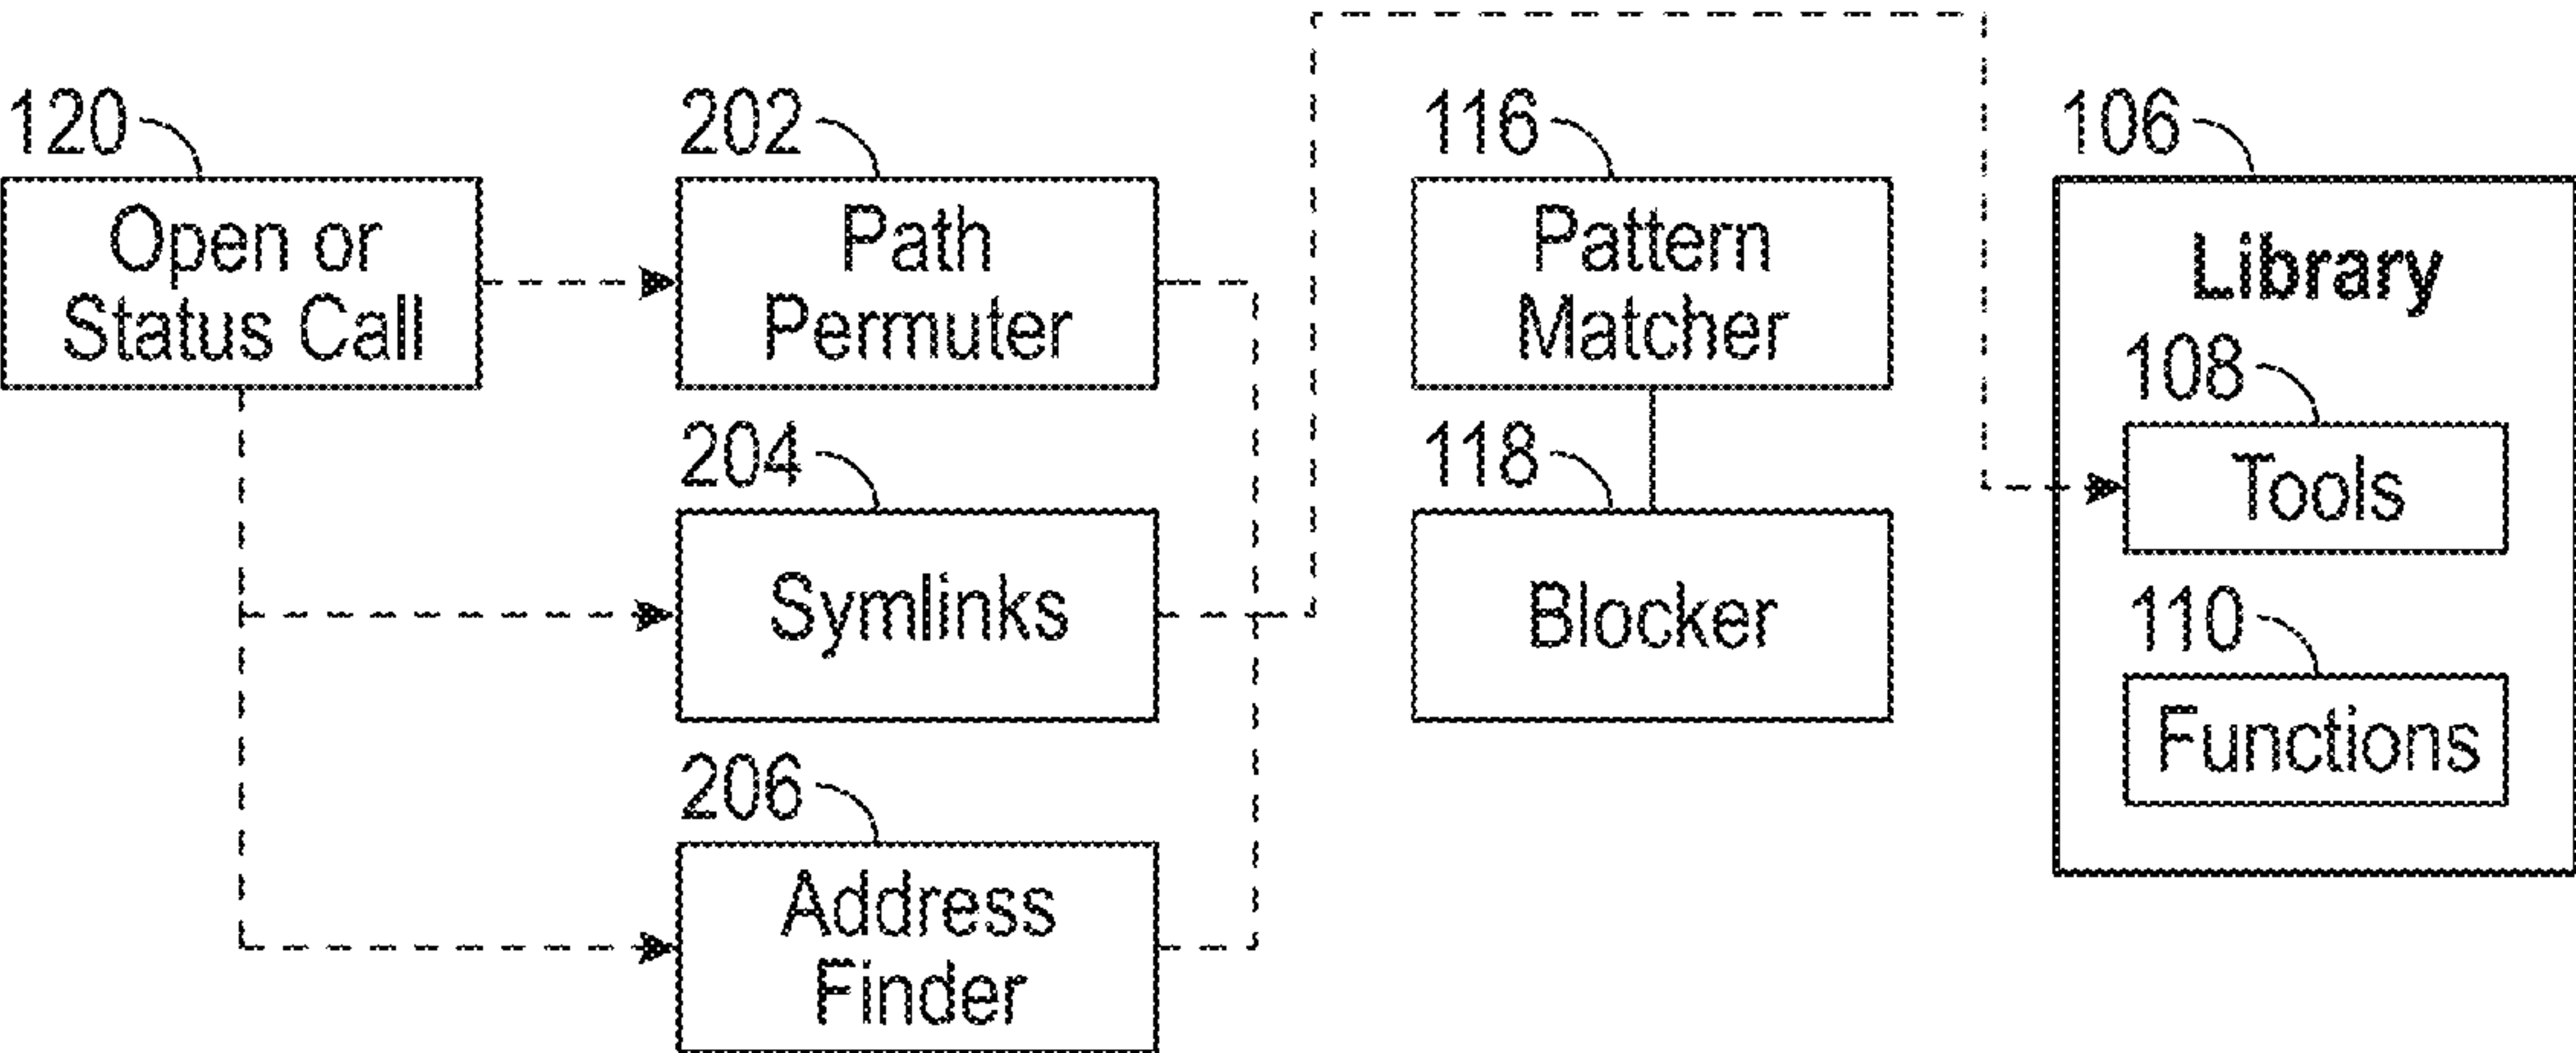 120
Open or
Status Call
202
Path
Permuter
204
Symlinks
206
Address
Finder
116
Pattern
Matcher
118
Blocker
106
Library
108
Tools
110
Functions